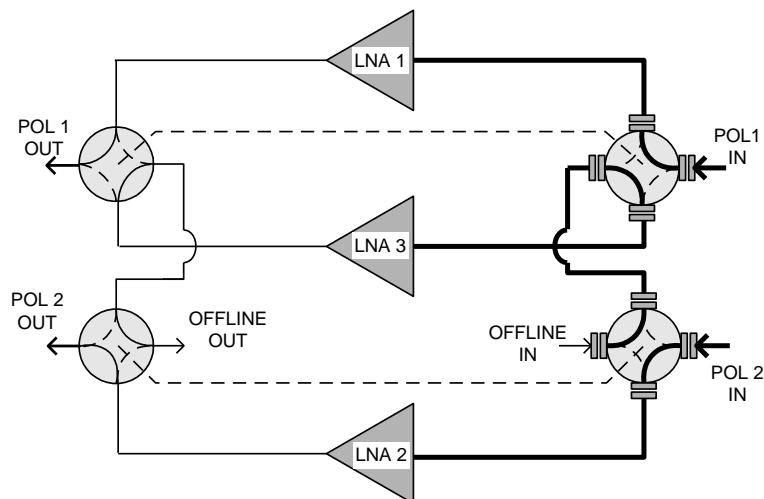 LNA 1
POL 1
OUT
POL1
IN
LNA 3
POL 2
OUT
OFFLINE
OUT
OFFLINE
IN
POL 2
IN
LNA 2